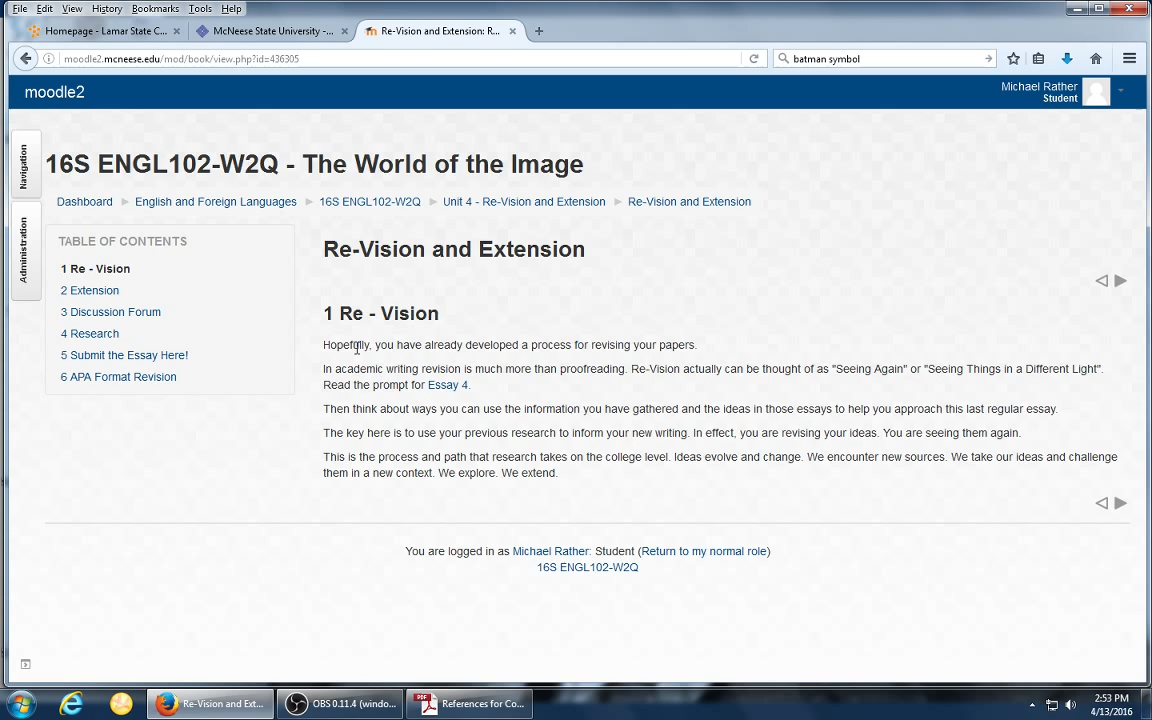 File Edit View History Bookmarks Tools Help
Homepage - Lamar State C... McNeese State University -... Re-Vision and Extension: R...
moodle2.mcneese.edu/mod/book/view.php?id=436305 batman symbol
moodle2 Michael Rather
Student
Navigation
Administration
16S ENGL102-W2Q - The World of the Image
Dashboard English and Foreign Languages 16S ENGL102-W2Q Unit 4 - Re-Vision and Extension Re-Vision and Extension
TABLE OF CONTENTS
1 Re - Vision
2 Extension
3 Discussion Forum
4 Research
5 Submit the Essay Here!
6 APA Format Revision
Re-Vision and Extension
1 Re - Vision
Hopefully, you have already developed a process for revising your papers.
In academic writing revision is much more than proofreading. Re-Vision actually can be thought of as "Seeing Again" or "Seeing Things in a Different Light".
Read the prompt for Essay 4.
Then think about ways you can use the information you have gathered and the ideas in those essays to help you approach this last regular essay.
The key here is to use your previous research to inform your new writing. In effect, you are revising your ideas. You are seeing them again.
This is the process and path that research takes on the college level. Ideas evolve and change. We encounter new sources. We take our ideas and challenge
them in a new context. We explore. We extend.
You are logged in as Michael Rather: Student (Return to my normal role)
16S ENGL102-W2Q
Re-Vision and Ext... OBS 0.11.4 (windo... PDF References for Co...
2:53 PM
4/13/2016